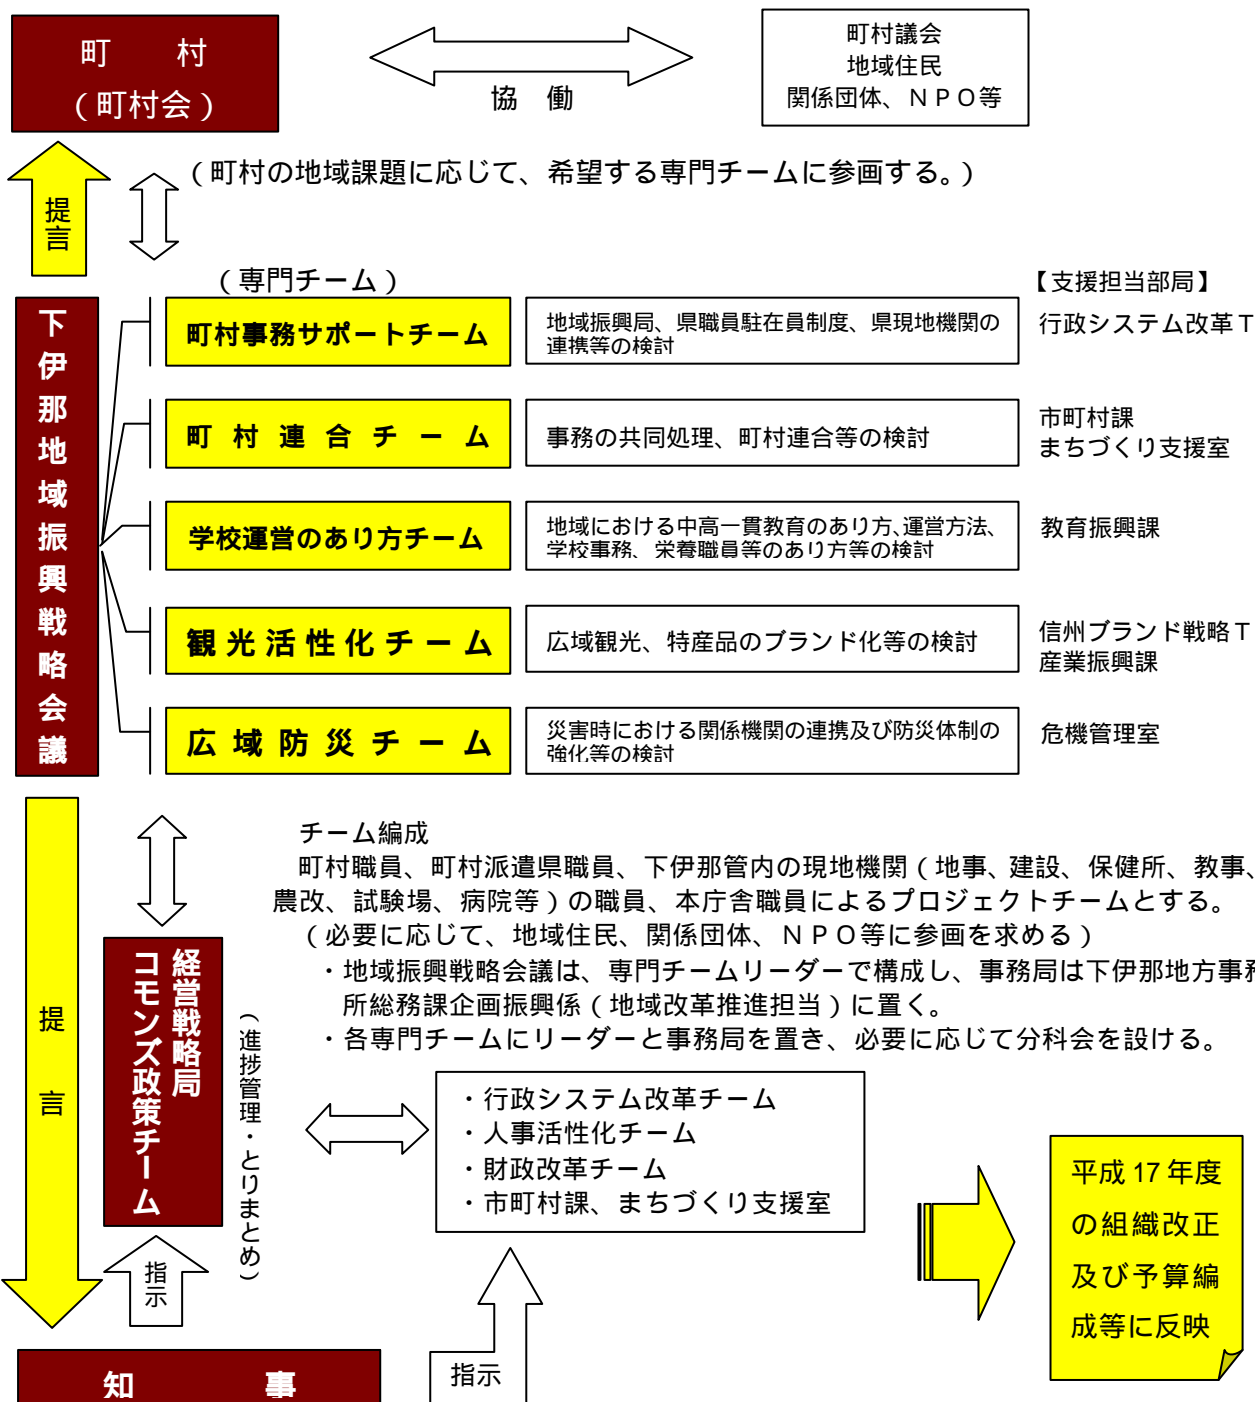 町　　村
（町村会）
協　働
町村議会
地域住民
関係団体、ＮＰＯ等
提言
（町村の地域課題に応じて、希望する専門チームに参画する。）
（専門チーム）
【支援担当部局】
下伊那地域振興戦略会議
町村事務サポートチーム
地域振興局、県職員駐在員制度、県現地機関の
連携等の検討
行政システム改革Ｔ
町村連合チーム
事務の共同処理、町村連合等の検討
市町村課
まちづくり支援室
学校運営のあり方チーム
地域における中高一貫教育のあり方、運営方法、
学校事務、栄養職員等のあり方等の検討
教育振興課
観光活性化チーム
広域観光、特産品のブランド化等の検討
信州ブランド戦略Ｔ
産業振興課
広域防災チーム
災害時における関係機関の連携及び防災体制の
強化等の検討
危機管理室
提　言
チーム編成
町村職員、町村派遣県職員、下伊那管内の現地機関（地事、建設、保健所、教事、
農改、試験場、病院等）の職員、本庁舎職員によるプロジェクトチームとする。
（必要に応じて、地域住民、関係団体、ＮＰＯ等に参画を求める）
・地域振興戦略会議は、専門チームリーダーで構成し、事務局は下伊那地方事務
所総務課企画振興係（地域改革推進担当）に置く。
・各専門チームにリーダーと事務局を置き、必要に応じて分科会を設ける。
経営戦略局
コモンズ政策チーム
（進捗管理・とりまとめ）
・行政システム改革チーム
・人事活性化チーム
・財政改革チーム
・市町村課、まちづくり支援室
平成 17 年度
の組織改正
及び予算編
成等に反映
指示
指示
知　　事